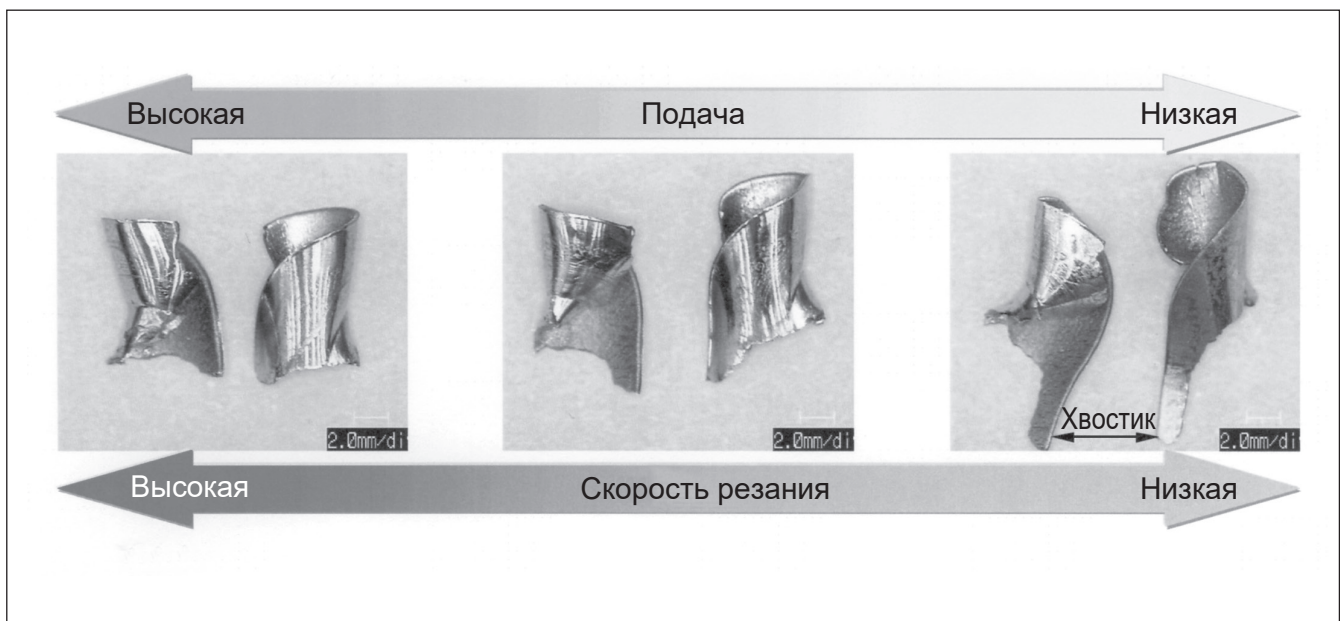 Высокая Подача Низкая
2.0mm/di
2.0mm/di
Хвостик
2.0mm/di
Высокая Скорость резания Низкая